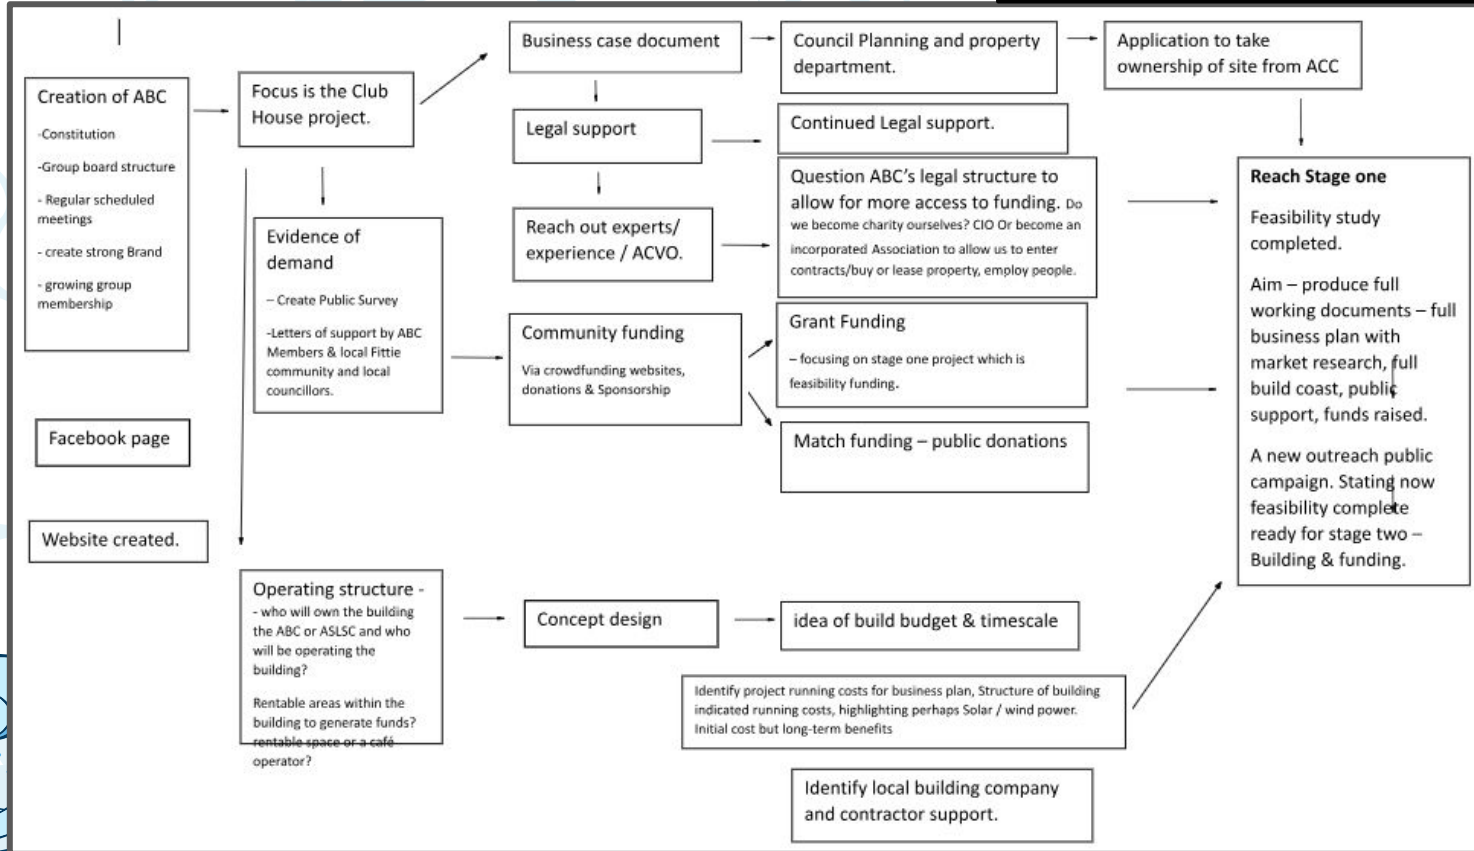 Creation of ABC
-Constitution
-Group board structure
- Regular scheduled
meetings
- create strong Brand
- growing group
membership
Facebook page
Website created.
Focus is the Club
House project.
Evidence of
demand
– Create Public Survey
-Letters of support by ABC
Members & local Fittie
community and local
councillors.
Operating structure -
- who will own the building
the ABC or ASLSC and who
will be operating the
building?
Rentable areas within the
building to generate funds?
rentable space or a café
operator?
Business case document
Legal support
Reach out experts/
experience / ACVO.
Community funding
Via crowdfunding websites,
donations & Sponsorship
Concept design
Council Planning and property
department.
Continued Legal support.
Question ABC’s legal structure to
allow for more access to funding. Do
we become charity ourselves? CIO Or become an
incorporated Association to allow us to enter
contracts/buy or lease property, employ people.
Grant Funding
– focusing on stage one project which is
feasibility funding.
Match funding – public donations
idea of build budget & timescale
Identify project running costs for business plan, Structure of building
indicated running costs, highlighting perhaps Solar / wind power.
Initial cost but long-term benefits
Identify local building company
and contractor support.
Application to take
ownership of site from ACC
Reach Stage one
Feasibility study
completed.
Aim – produce full
working documents – full
business plan with
market research, full
build coast, public
support, funds raised.
A new outreach public
campaign. Stating now
feasibility complete
ready for stage two –
Building & funding.